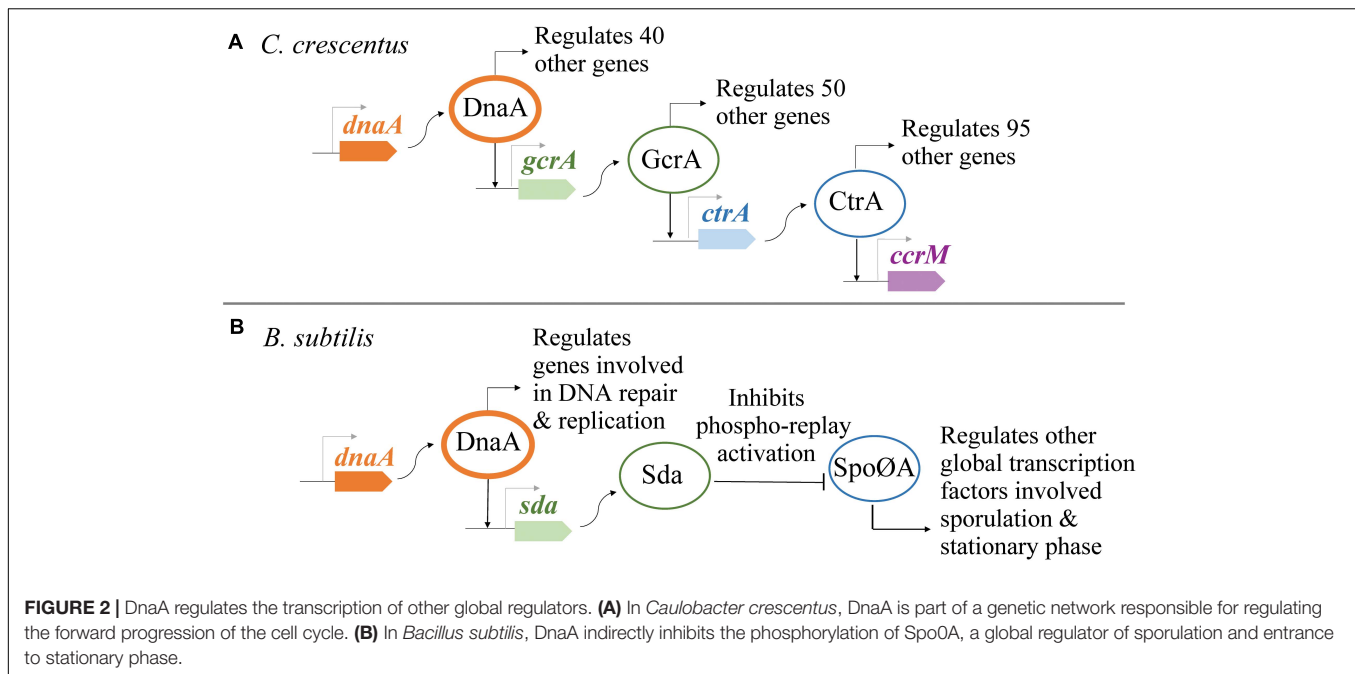 A C. crescentus
Regulates 40
other genes
dnaA
DnaA
gcrA
Regulates 50
other genes
GcrA
ctrA
Regulates 95
other genes
CtrA
ccrM
B B. subtilis
Regulates
genes involved
in DNA repair
& replication
dnaA
DnaA
sda
Sda
Inhibits
phospho-replay
activation
SpoØA
Regulates other
global transcription
factors involved
sporulation &
stationary phase
FIGURE 2 | DnaA regulates the transcription of other global regulators. (A) In Caulobacter crescentus, DnaA is part of a genetic network responsible for regulating
the forward progression of the cell cycle. (B) In Bacillus subtilis, DnaA indirectly inhibits the phosphorylation of Spo0A, a global regulator of sporulation and entrance
to stationary phase.